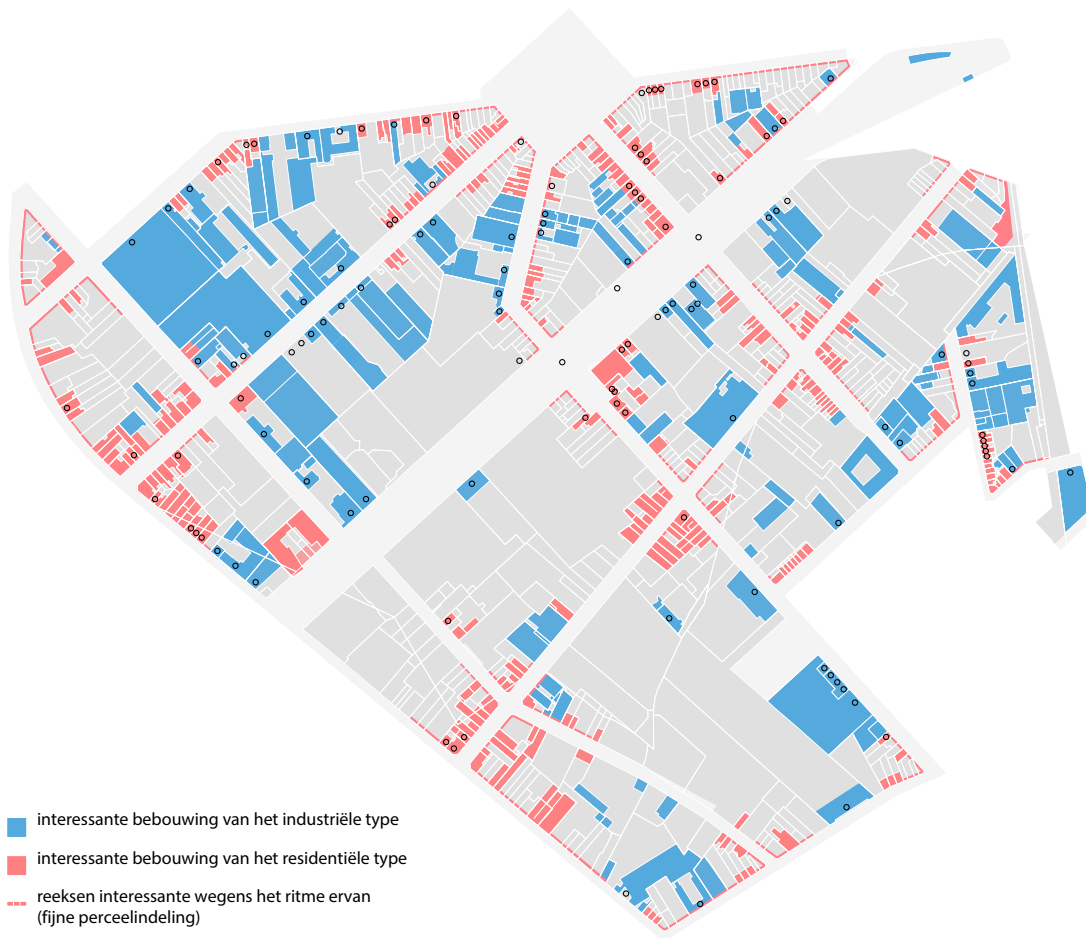 interessante bebouwing van het industriële type
interessante bebouwing van het residentiële type
reeksen interessante wegens het ritme ervan
(fijne perceelindeling)